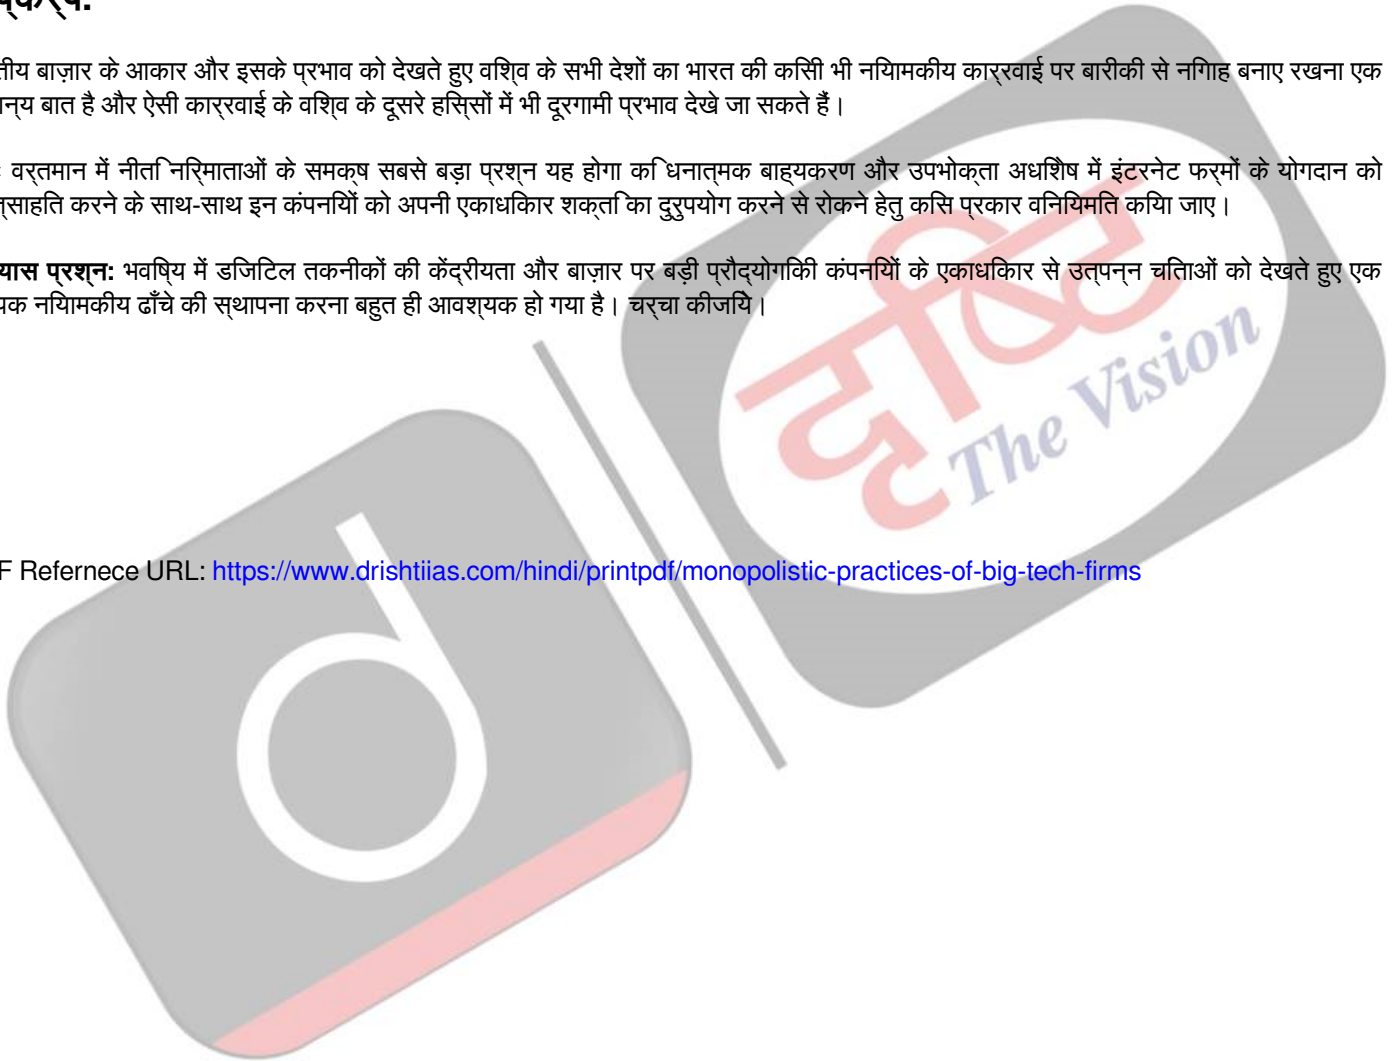 तीय बाज़ार के आकार और इसके प्रभाव को देखते हुए विश्व के सभी देशों का भारत की किसी भी नियामकीय कार्रवाई पर बारीकी से निगाह बनाए रखना एक
न्य बात है और ऐसी कार्रवाई के विश्व के दूसरे हिस्सों में भी दूरगामी प्रभाव देखे जा सकते हैं।
वर्तमान में नीति निर्माताओं के समक्ष सबसे बड़ा प्रश्न यह होगा कि धनात्मक बाह्यकरण और उपभोक्ता अधिशेष में इंटरनेट फर्मों के योगदान को
त्साहित करने के साथ-साथ इन कंपनियों को अपनी एकाधिकार शक्ति का दुरुपयोग करने से रोकने हेतु किस प्रकार विनियमित किया जाए।
यास प्रश्न: भविष्य में डिजिटल तकनीकों की केंद्रीयता और बाज़ार पर बड़ी प्रौद्योगिकी कंपनियों के एकाधिकार से उत्पन्न चिंताओं को देखते हुए एक
पक नियामकीय ढाँचे की स्थापना करना बहुत ही आवश्यक हो गया है। चर्चा कीजिये।
दृष्टि
The Vision
F Refernece URL: https://www.drishtiias.com/hindi/printpdf/monopolistic-practices-of-big-tech-firms
d